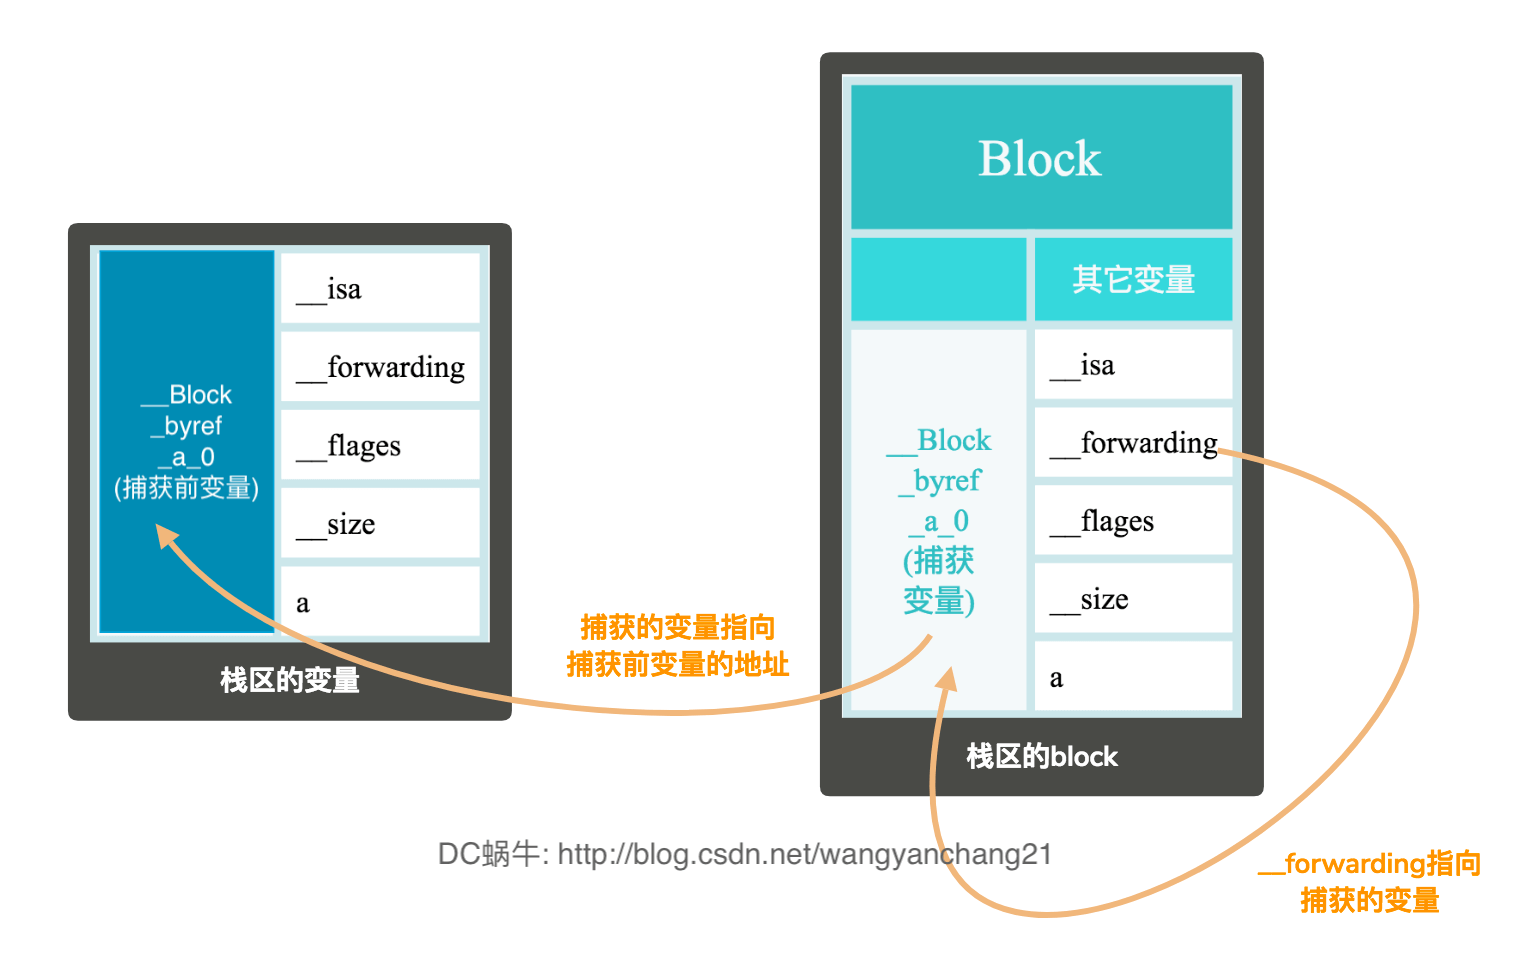 __Block
_byref
_a_0
(捕获前变量)
__isa
__forwarding
__flages
__size
a
栈区的变量
捕获的变量指向
捕获前变量的地址
Block
其它变量
__Block
_byref
_a_0
(捕获
变量)
__isa
__forwarding
__flages
__size
a
栈区的block
DC蜗牛: http://blog.csdn.net/wangyanchang21
__forwarding指向
捕获的变量